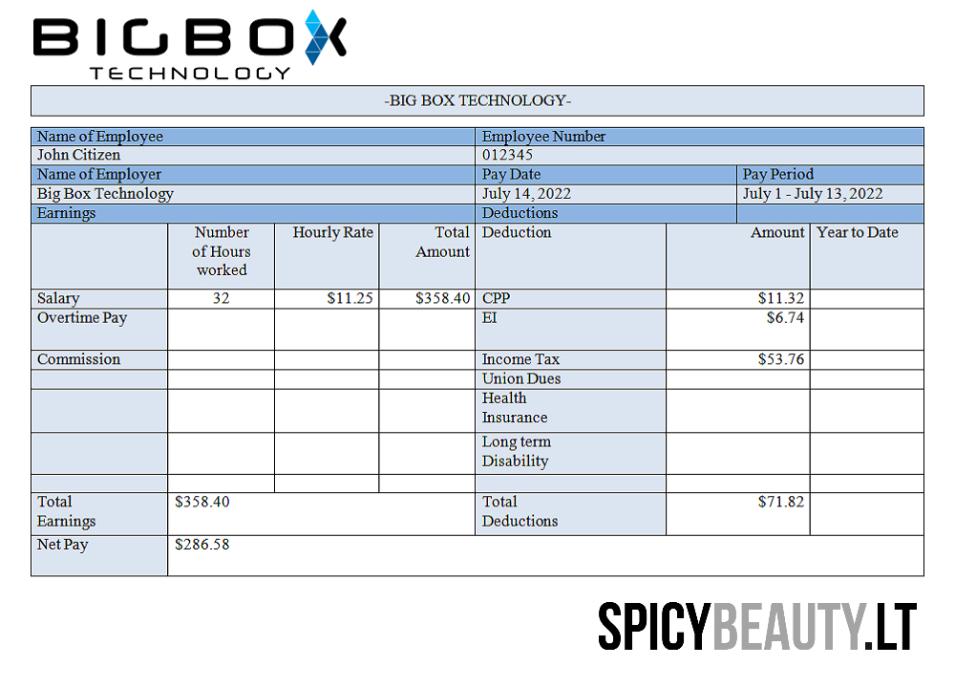 BIGBOX
TECHNOLOGY
-BIG BOX TECHNOLOGY-
Name of Employee Employee Number
John Citizen 012345
Name of Employer Pay Date Pay Period
Big Box Technology July 14, 2022 July 1 - July 13, 2022
Earnings Deductions
Number of Hours worked Hourly Rate Total Amount Deduction Amount Year to Date
Salary 32 $11.25 $358.40 CPP $11.32
Overtime Pay EI $6.74
Commission Income Tax $53.76
Union Dues
Health
Insurance
Long term
Disability
Total Earnings $358.40 Total Deductions $71.82
Net Pay $286.58
SPICYBEAUTY.LT